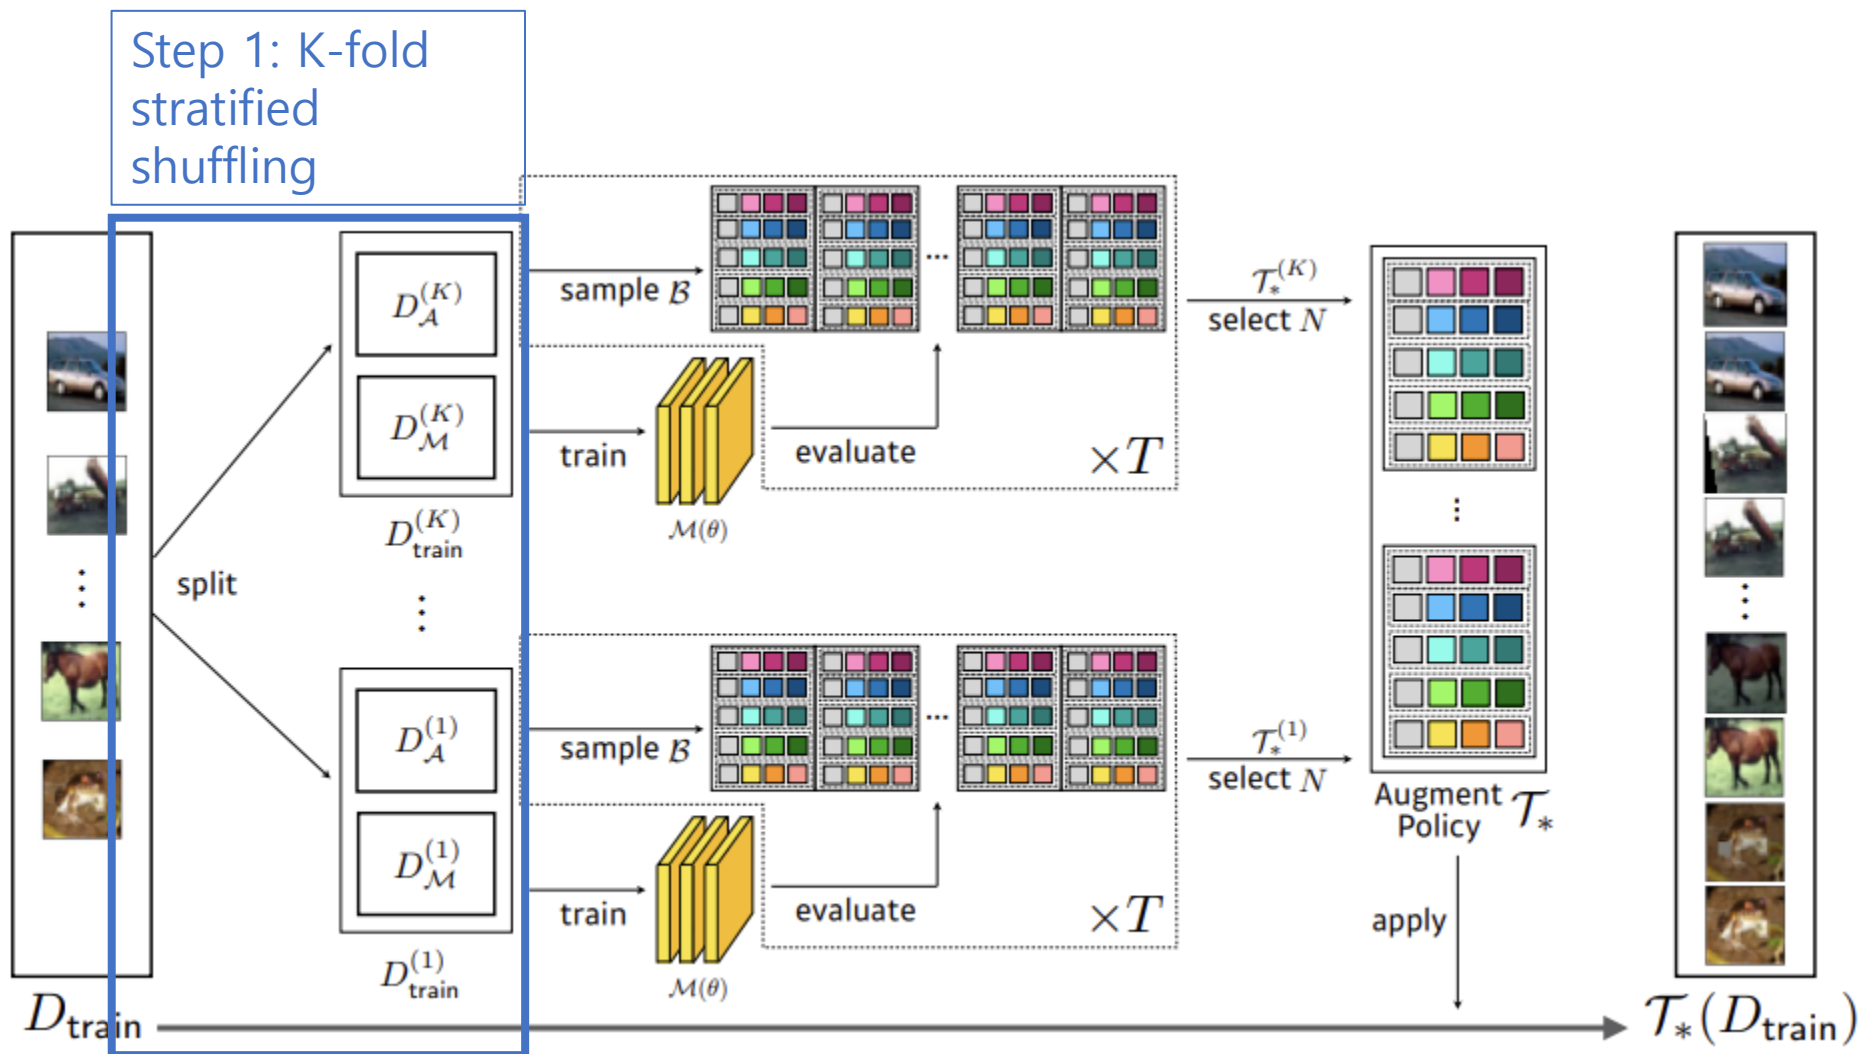 Step 1: K-fold
stratified
shuffling
D_A^(K)
D_M^(K)
D_train^(K)
split
⋮
D_A^(1)
D_M^(1)
D_train^(1)
D_train
sample B
...
train
M(θ)
evaluate
×T
T_*^(K)
select N
sample B
...
train
M(θ)
evaluate
×T
T_*^(1)
select N
⋮
Augment
Policy T_*
apply
⋮
T_*(D_train)